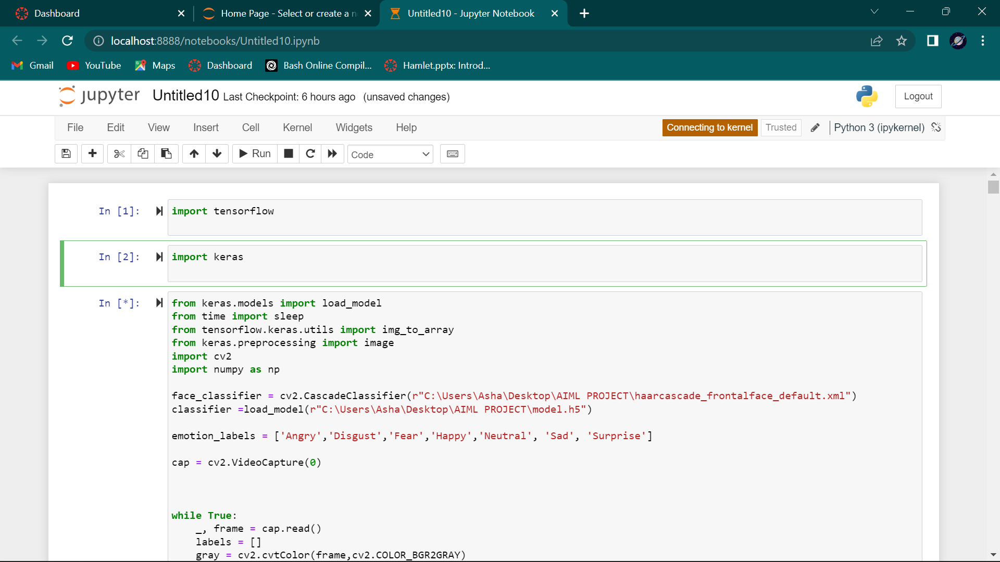 Dashboard
Home Page - Select or create a n
Untitled10 - Jupyter Notebook
localhost:8888/notebooks/Untitled10.ipynb
Gmail
YouTube
Maps
Dashboard
Bash Online Compil...
Hamlet.pptx: Introd...
jupyter Untitled10 Last Checkpoint: 6 hours ago (unsaved changes)
Logout
File Edit View Insert Cell Kernel Widgets Help
Connecting to kernel Trusted Python 3 (ipykernel)
Run Code
In [1]: import tensorflow
In [2]: import keras
In [*]: from keras.models import load_model
from time import sleep
from tensorflow.keras.utils import img_to_array
from keras.preprocessing import image
import cv2
import numpy as np
face_classifier = cv2.CascadeClassifier(r"C:\Users\Asha\Desktop\AIML PROJECT\haarcascade_frontalface_default.xml")
classifier =load_model(r"C:\Users\Asha\Desktop\AIML PROJECT\model.h5")
emotion_labels = ['Angry','Disgust','Fear','Happy','Neutral', 'Sad', 'Surprise']
cap = cv2.VideoCapture(0)
while True:
    _, frame = cap.read()
    labels = []
    gray = cv2.cvtColor(frame,cv2.COLOR_BGR2GRAY)